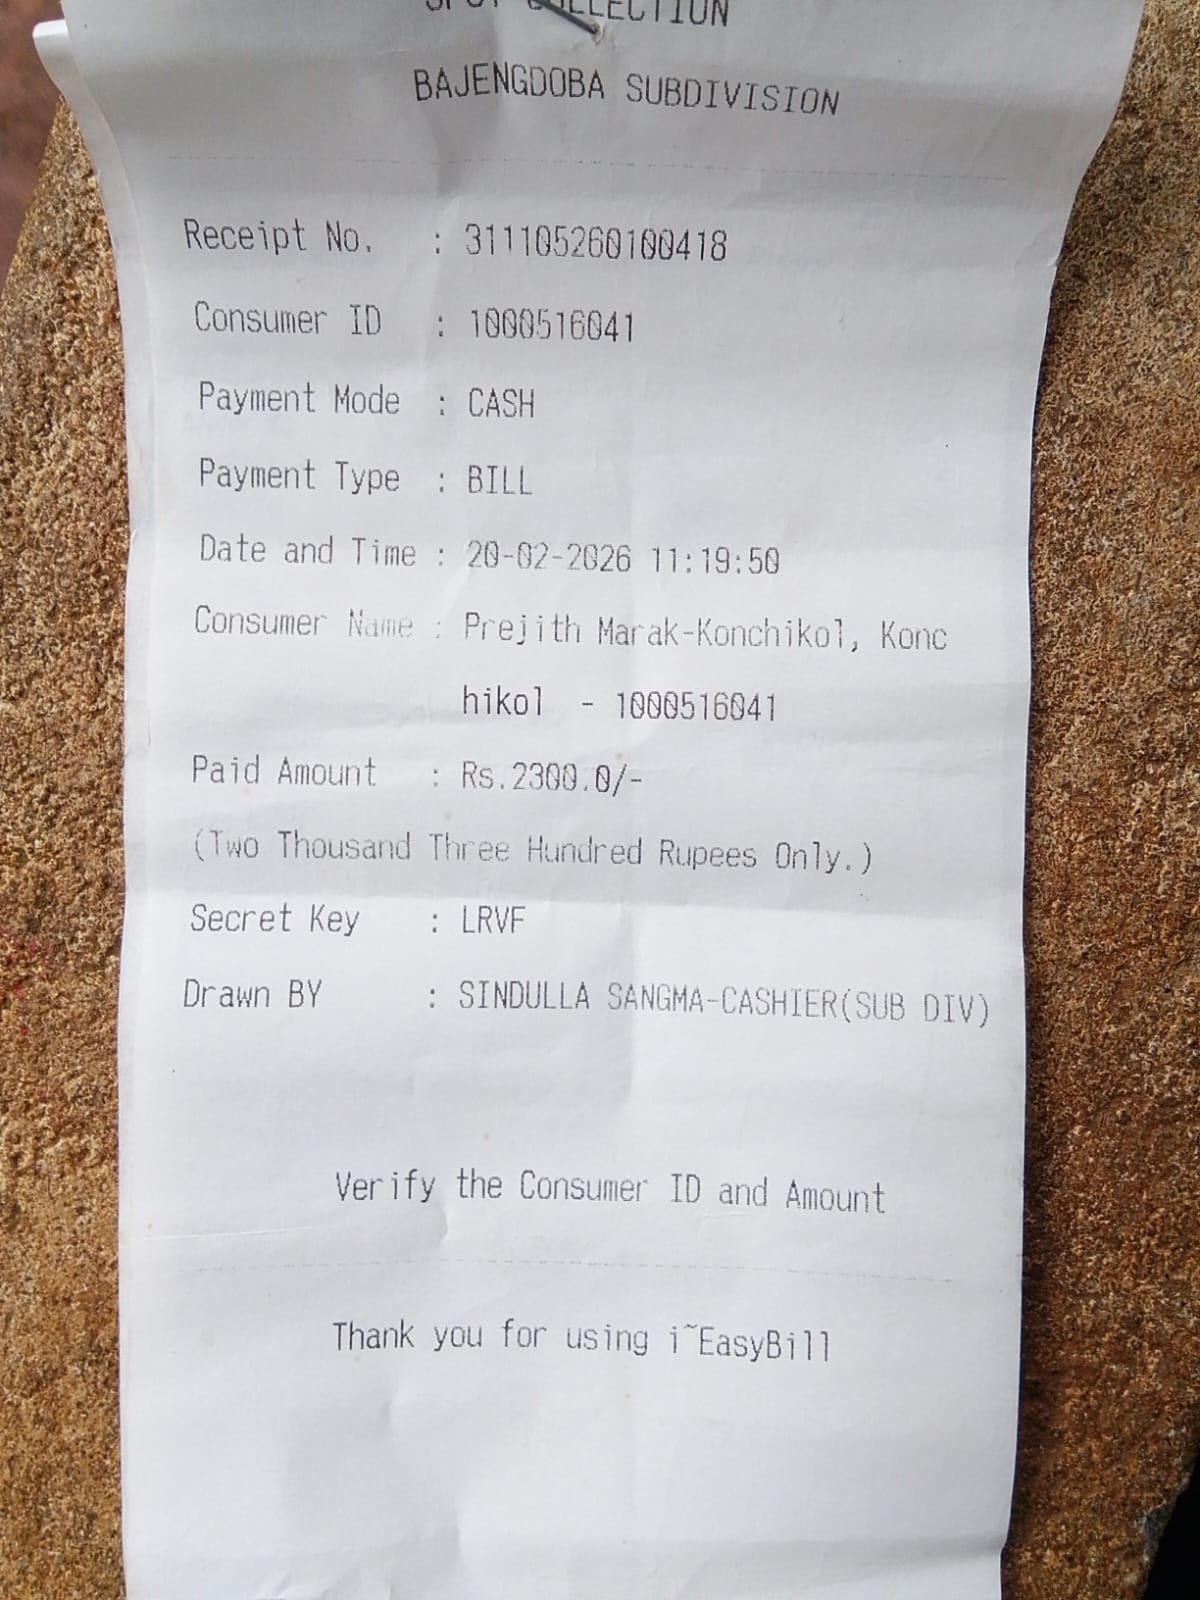 SPOT COLLECTION
BAJENGDOBA SUBDIVISION
Receipt No. : 311105260100418
Consumer ID : 1000516041
Payment Mode : CASH
Payment Type : BILL
Date and Time : 20-02-2026 11:19:50
Consumer Name : Prejith Marak-Konchikol, Konc
hikol - 1000516041
Paid Amount : Rs.2300.0/-
(Two Thousand Three Hundred Rupees Only.)
Secret Key : LRVF
Drawn BY : SINDULLA SANGMA-CASHIER(SUB DIV)
Verify the Consumer ID and Amount
Thank you for using i~EasyBill